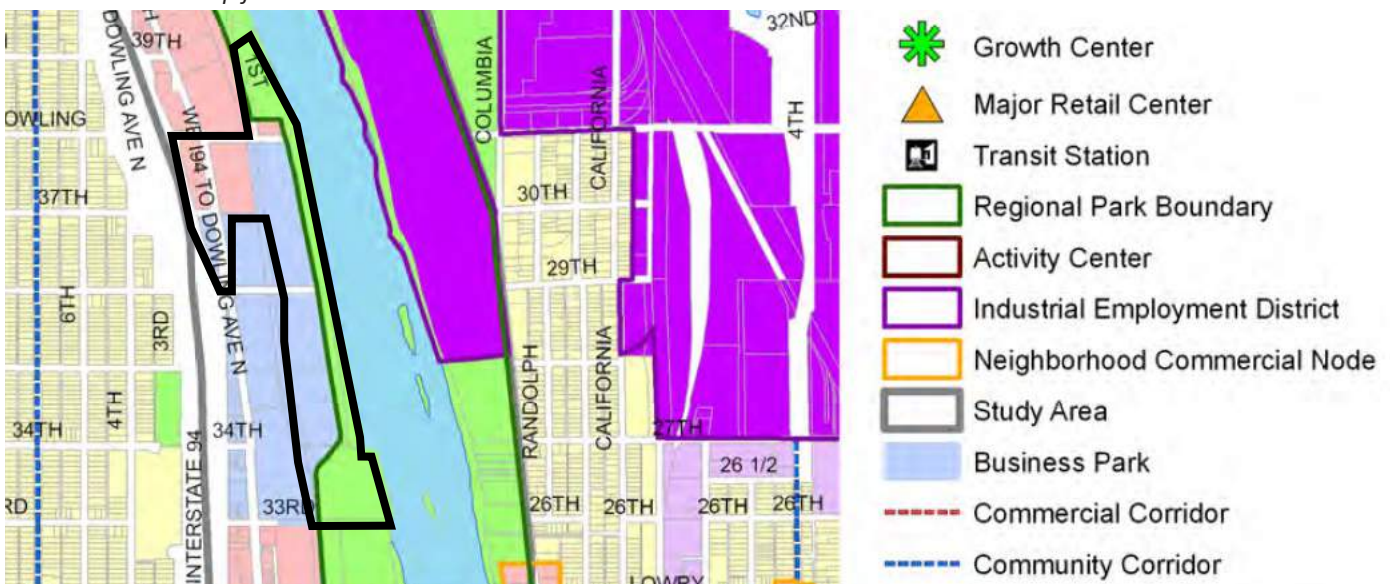 39TH
DOWLING AVE N
1ST
COLUMBIA
CALIFORNIA
32ND
4TH
OWLING
WE I94 TO DOWLING AVE N
37TH
30TH
29TH
6TH
3RD
4TH
34TH
34TH
RD
33RD
INTERSTATE 94
RANDOLPH
CALIFORNIA
27TH
26 1/2
26TH
26TH
26TH
26TH
LOWRY
Growth Center
Major Retail Center
Transit Station
Regional Park Boundary
Activity Center
Industrial Employment District
Neighborhood Commercial Node
Study Area
Business Park
Commercial Corridor
Community Corridor